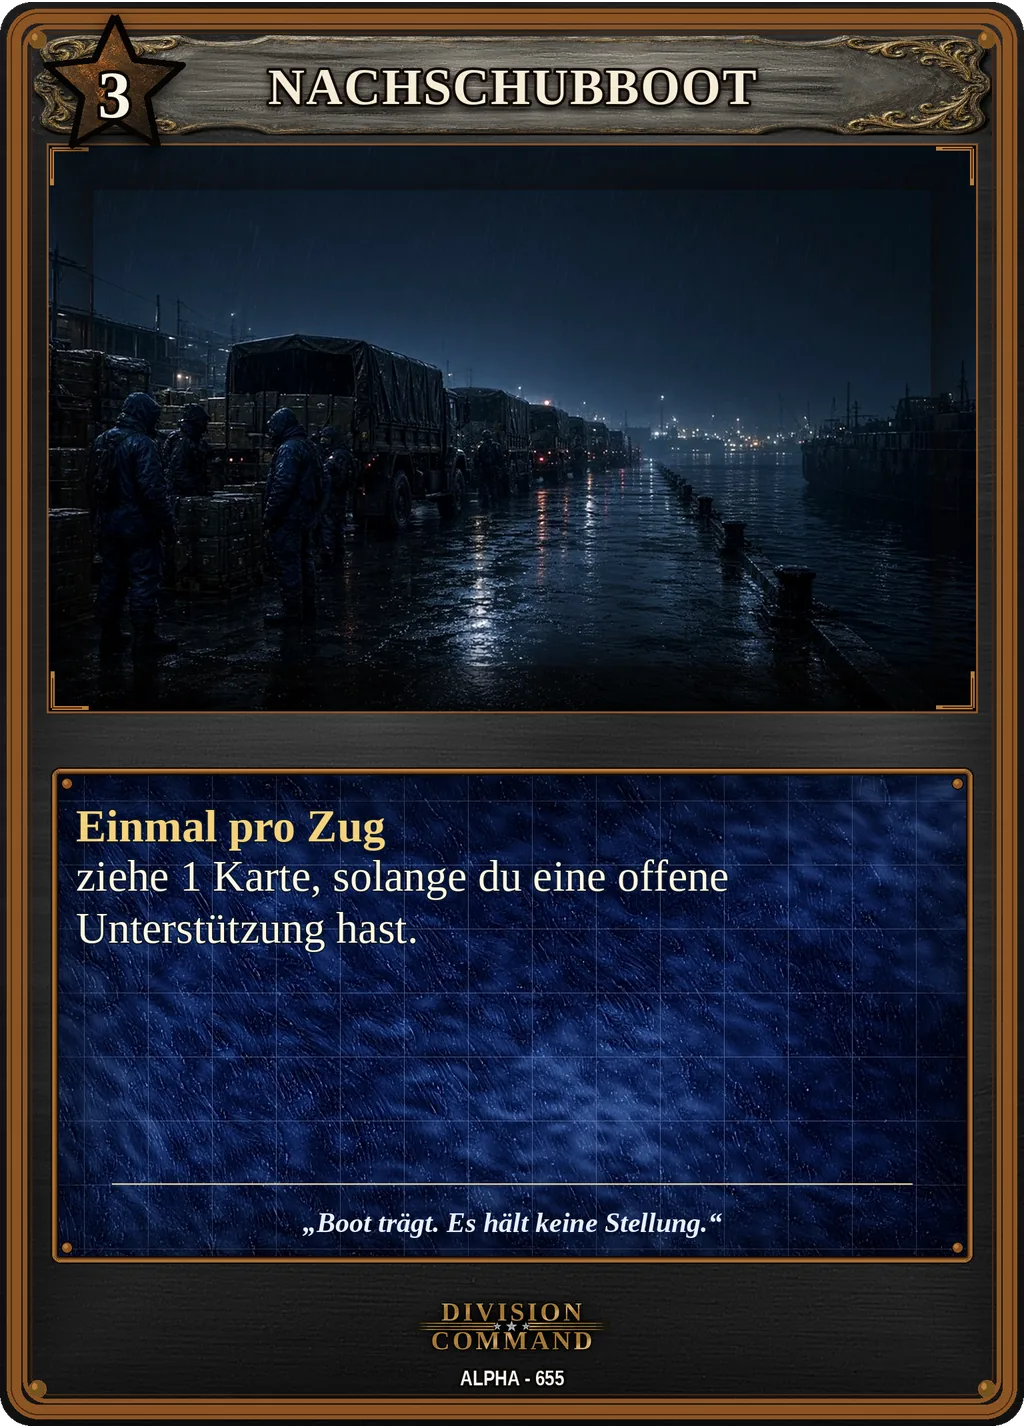 3
NACHSCHUBBOOT
Einmal pro Zug
ziehe 1 Karte, solange du eine offene
Unterstützung hast.
„Boot trägt. Es hält keine Stellung.“
DIVISION
COMMAND
ALPHA - 655